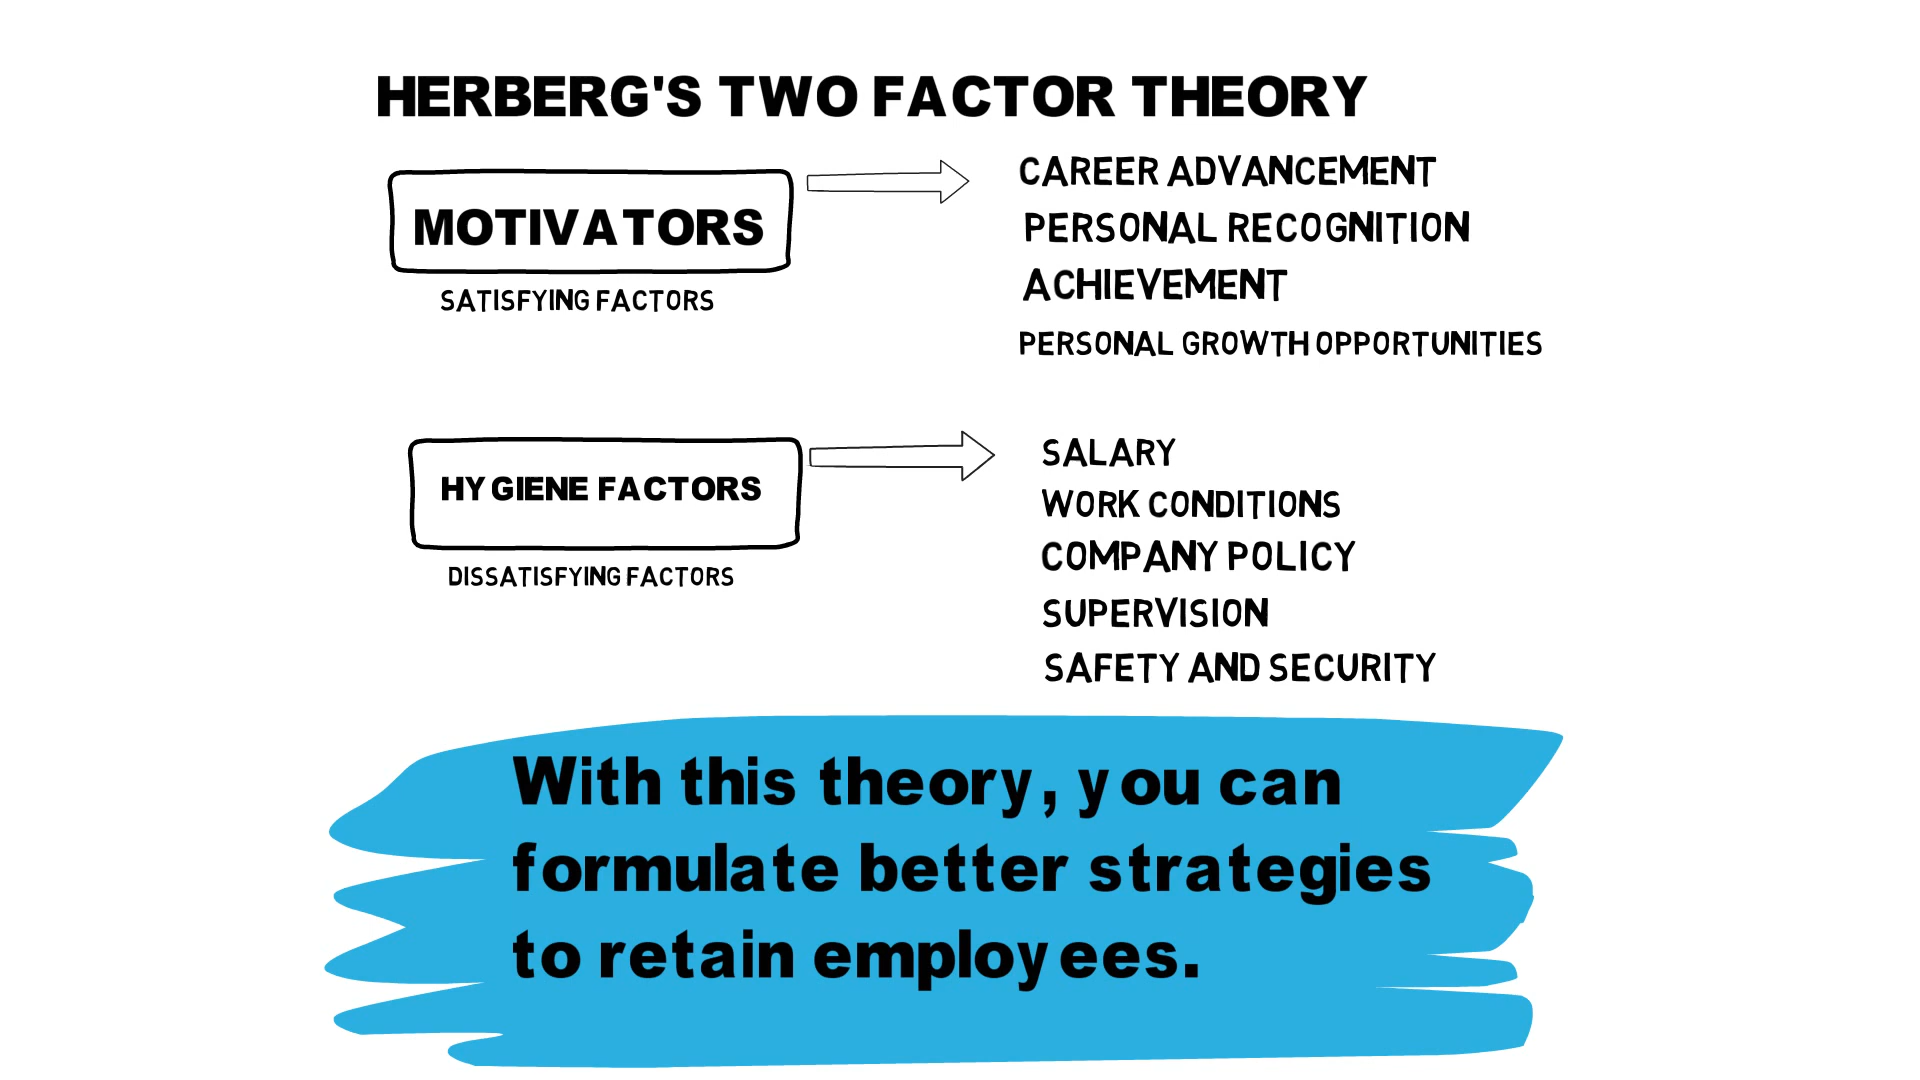 HERBERG'S TWO FACTOR THEORY
MOTIVATORS
SATISFYING FACTORS
CAREER ADVANCEMENT
PERSONAL RECOGNITION
ACHIEVEMENT
PERSONAL GROWTH OPPORTUNITIES
HYGIENE FACTORS
DISSATISFYING FACTORS
SALARY
WORK CONDITIONS
COMPANY POLICY
SUPERVISION
SAFETY AND SECURITY
With this theory, you can
formulate better strategies
to retain employees.